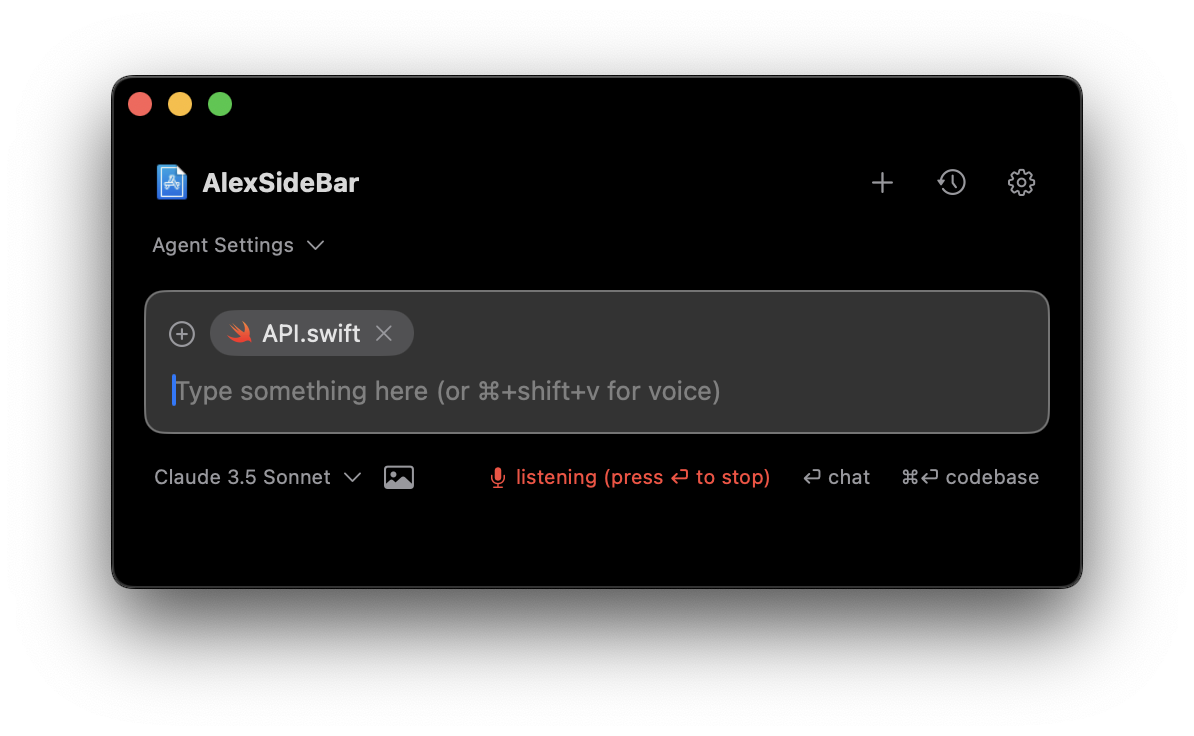 AlexSideBar
Agent Settings
API.swift
Type something here (or ⌘+shift+v for voice)
Claude 3.5 Sonnet listening (press ⏎ to stop) ⏎ chat ⌘⏎ codebase